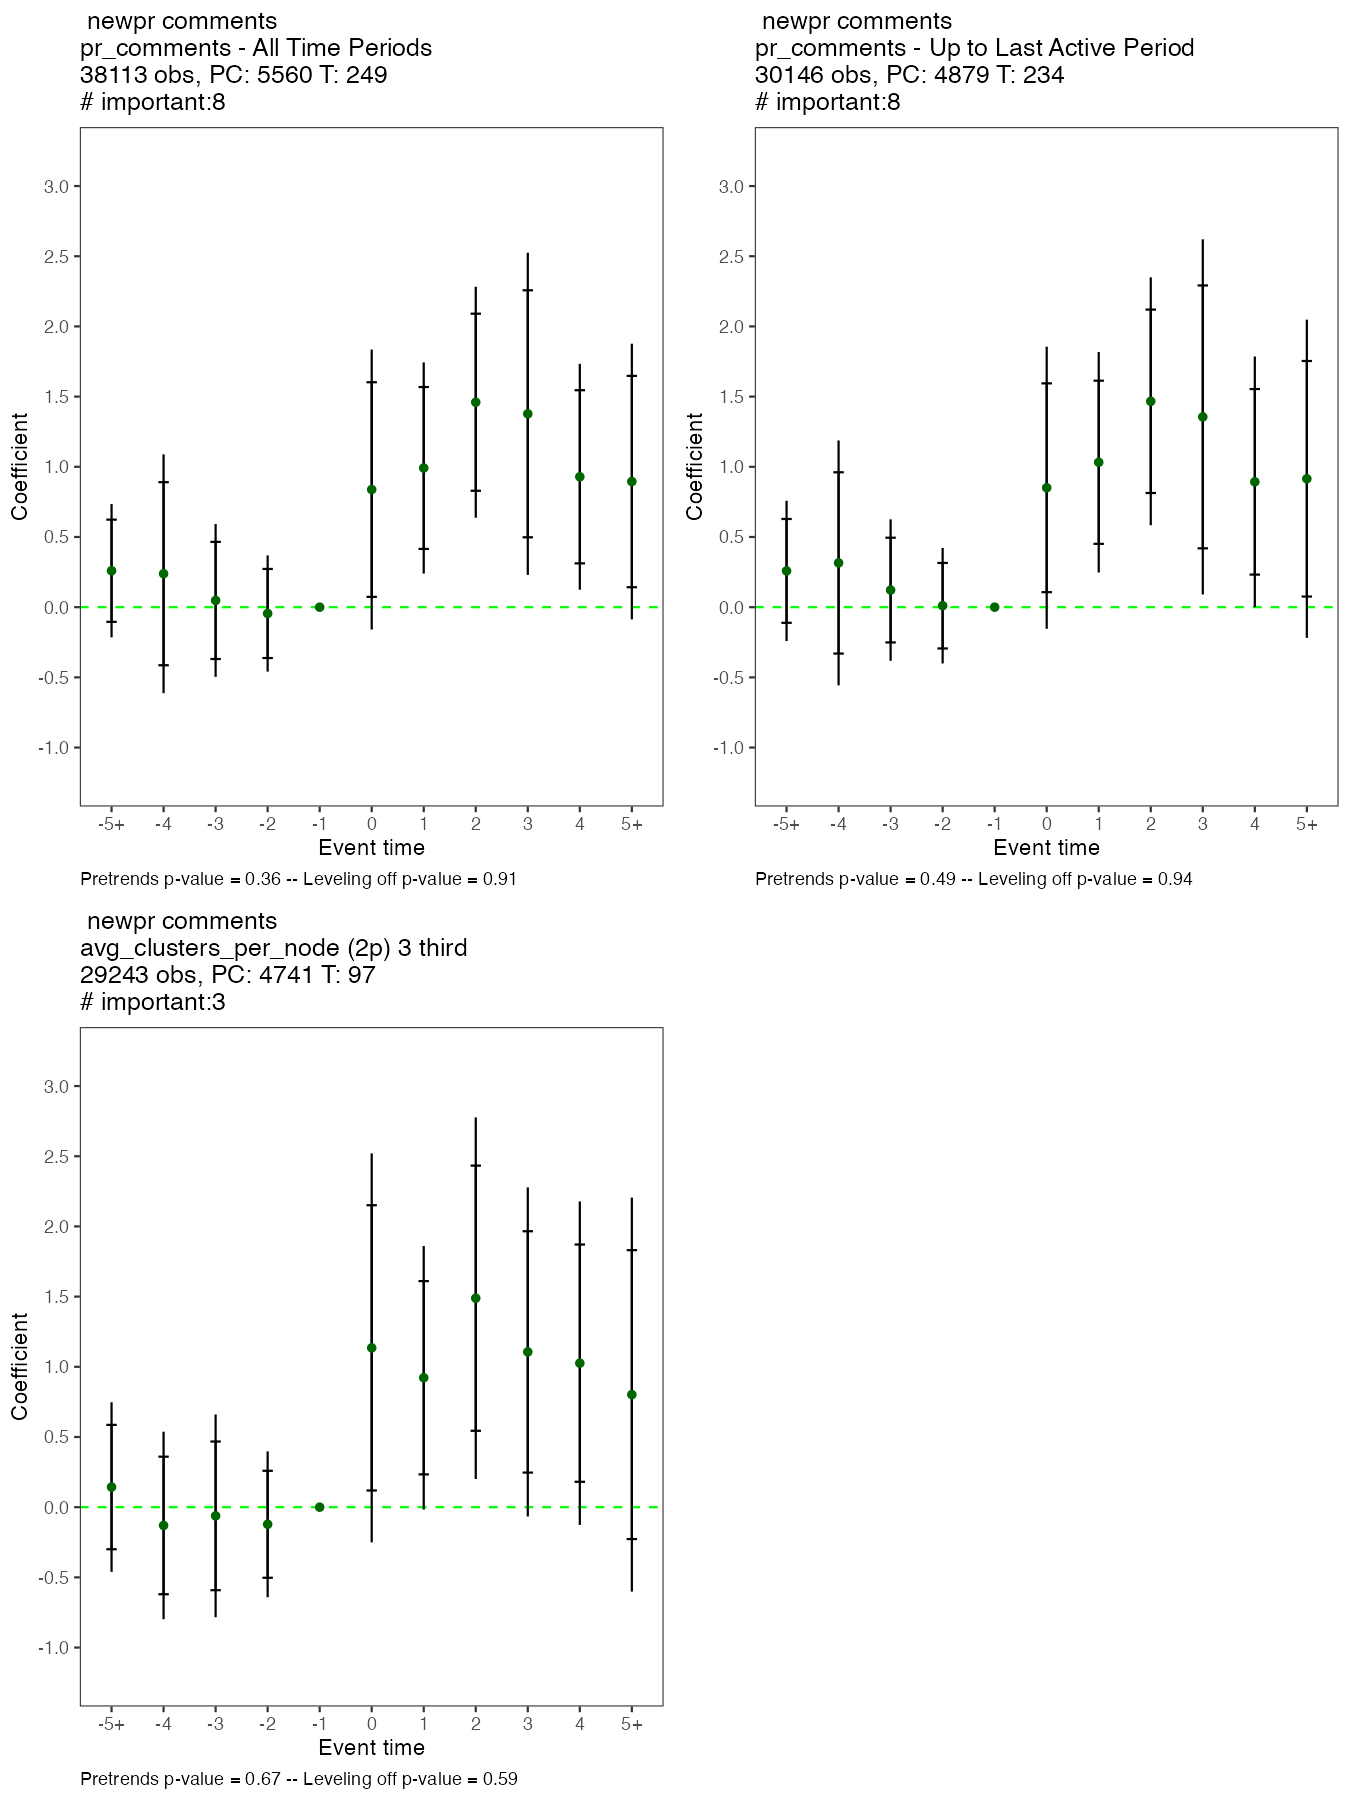 newpr comments
pr_comments - All Time Periods
38113 obs, PC: 5560 T: 249
# important:8
3.0
2.5
2.0
1.5
1.0
0.5
0.0
-0.5
-1.0
Coefficient
-5+ -4 -3 -2 -1 0 1 2 3 4 5+
Event time
Pretrends p-value = 0.36 -- Leveling off p-value = 0.91
newpr comments
pr_comments - Up to Last Active Period
30146 obs, PC: 4879 T: 234
# important:8
3.0
2.5
2.0
1.5
1.0
0.5
0.0
-0.5
-1.0
Coefficient
-5+ -4 -3 -2 -1 0 1 2 3 4 5+
Event time
Pretrends p-value = 0.49 -- Leveling off p-value = 0.94
newpr comments
avg_clusters_per_node (2p) 3 third
29243 obs, PC: 4741 T: 97
# important:3
3.0
2.5
2.0
1.5
1.0
0.5
0.0
-0.5
-1.0
Coefficient
-5+ -4 -3 -2 -1 0 1 2 3 4 5+
Event time
Pretrends p-value = 0.67 -- Leveling off p-value = 0.59